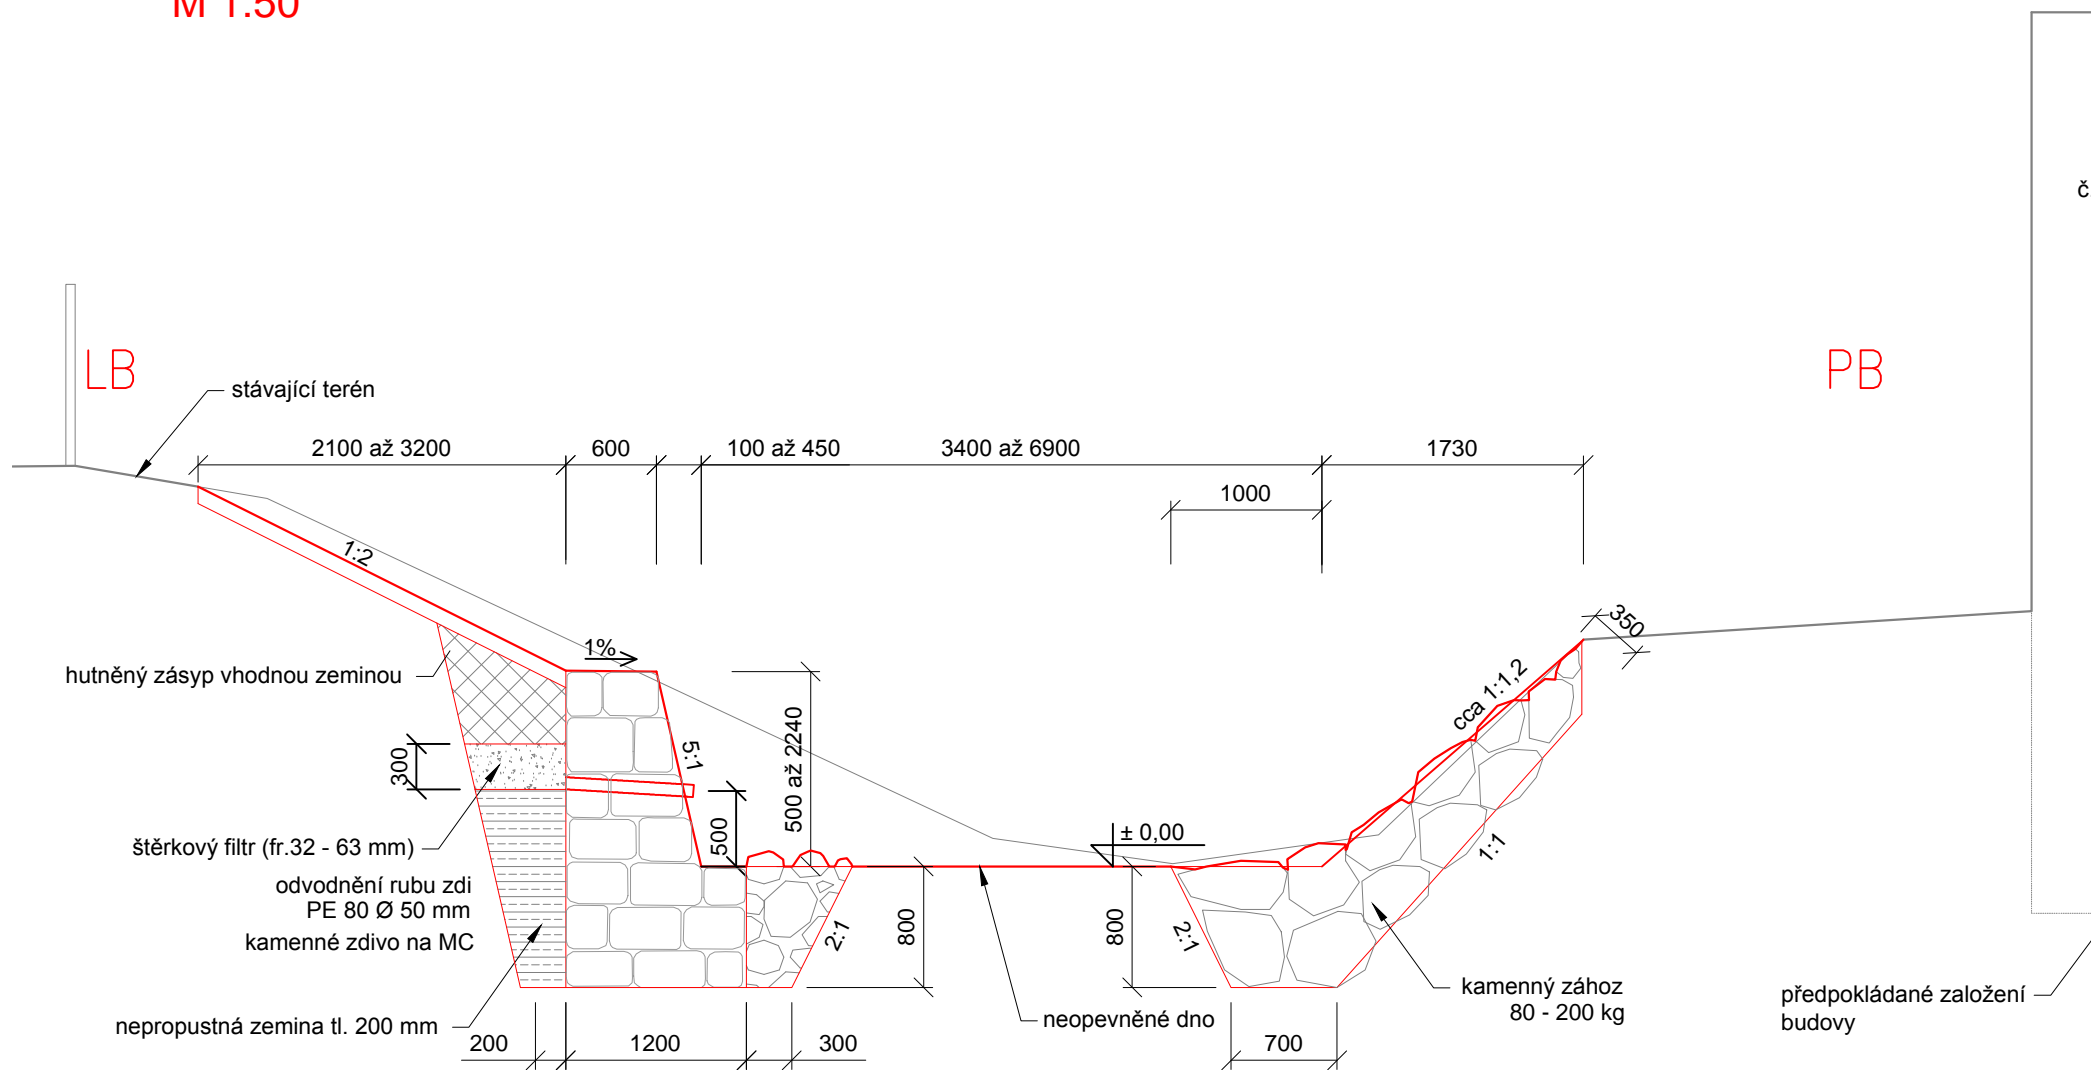 M 1:50
č
LB
PB
stávající terén
2100 až 3200
600
100 až 450
3400 až 6900
1730
1000
1:2
350
1%
cca 1:1,2
hutněný zásyp vhodnou zeminou
5:1
500 až 2240
300
500
± 0,00
1:1
štěrkový filtr (fr.32 - 63 mm)
odvodnění rubu zdi
PE 80 Ø 50 mm
kamenné zdivo na MC
2:1
800
800
2:1
kamenný zához
80 - 200 kg
předpokládané založení
budovy
nepropustná zemina tl. 200 mm
neopevněné dno
200
1200
300
700